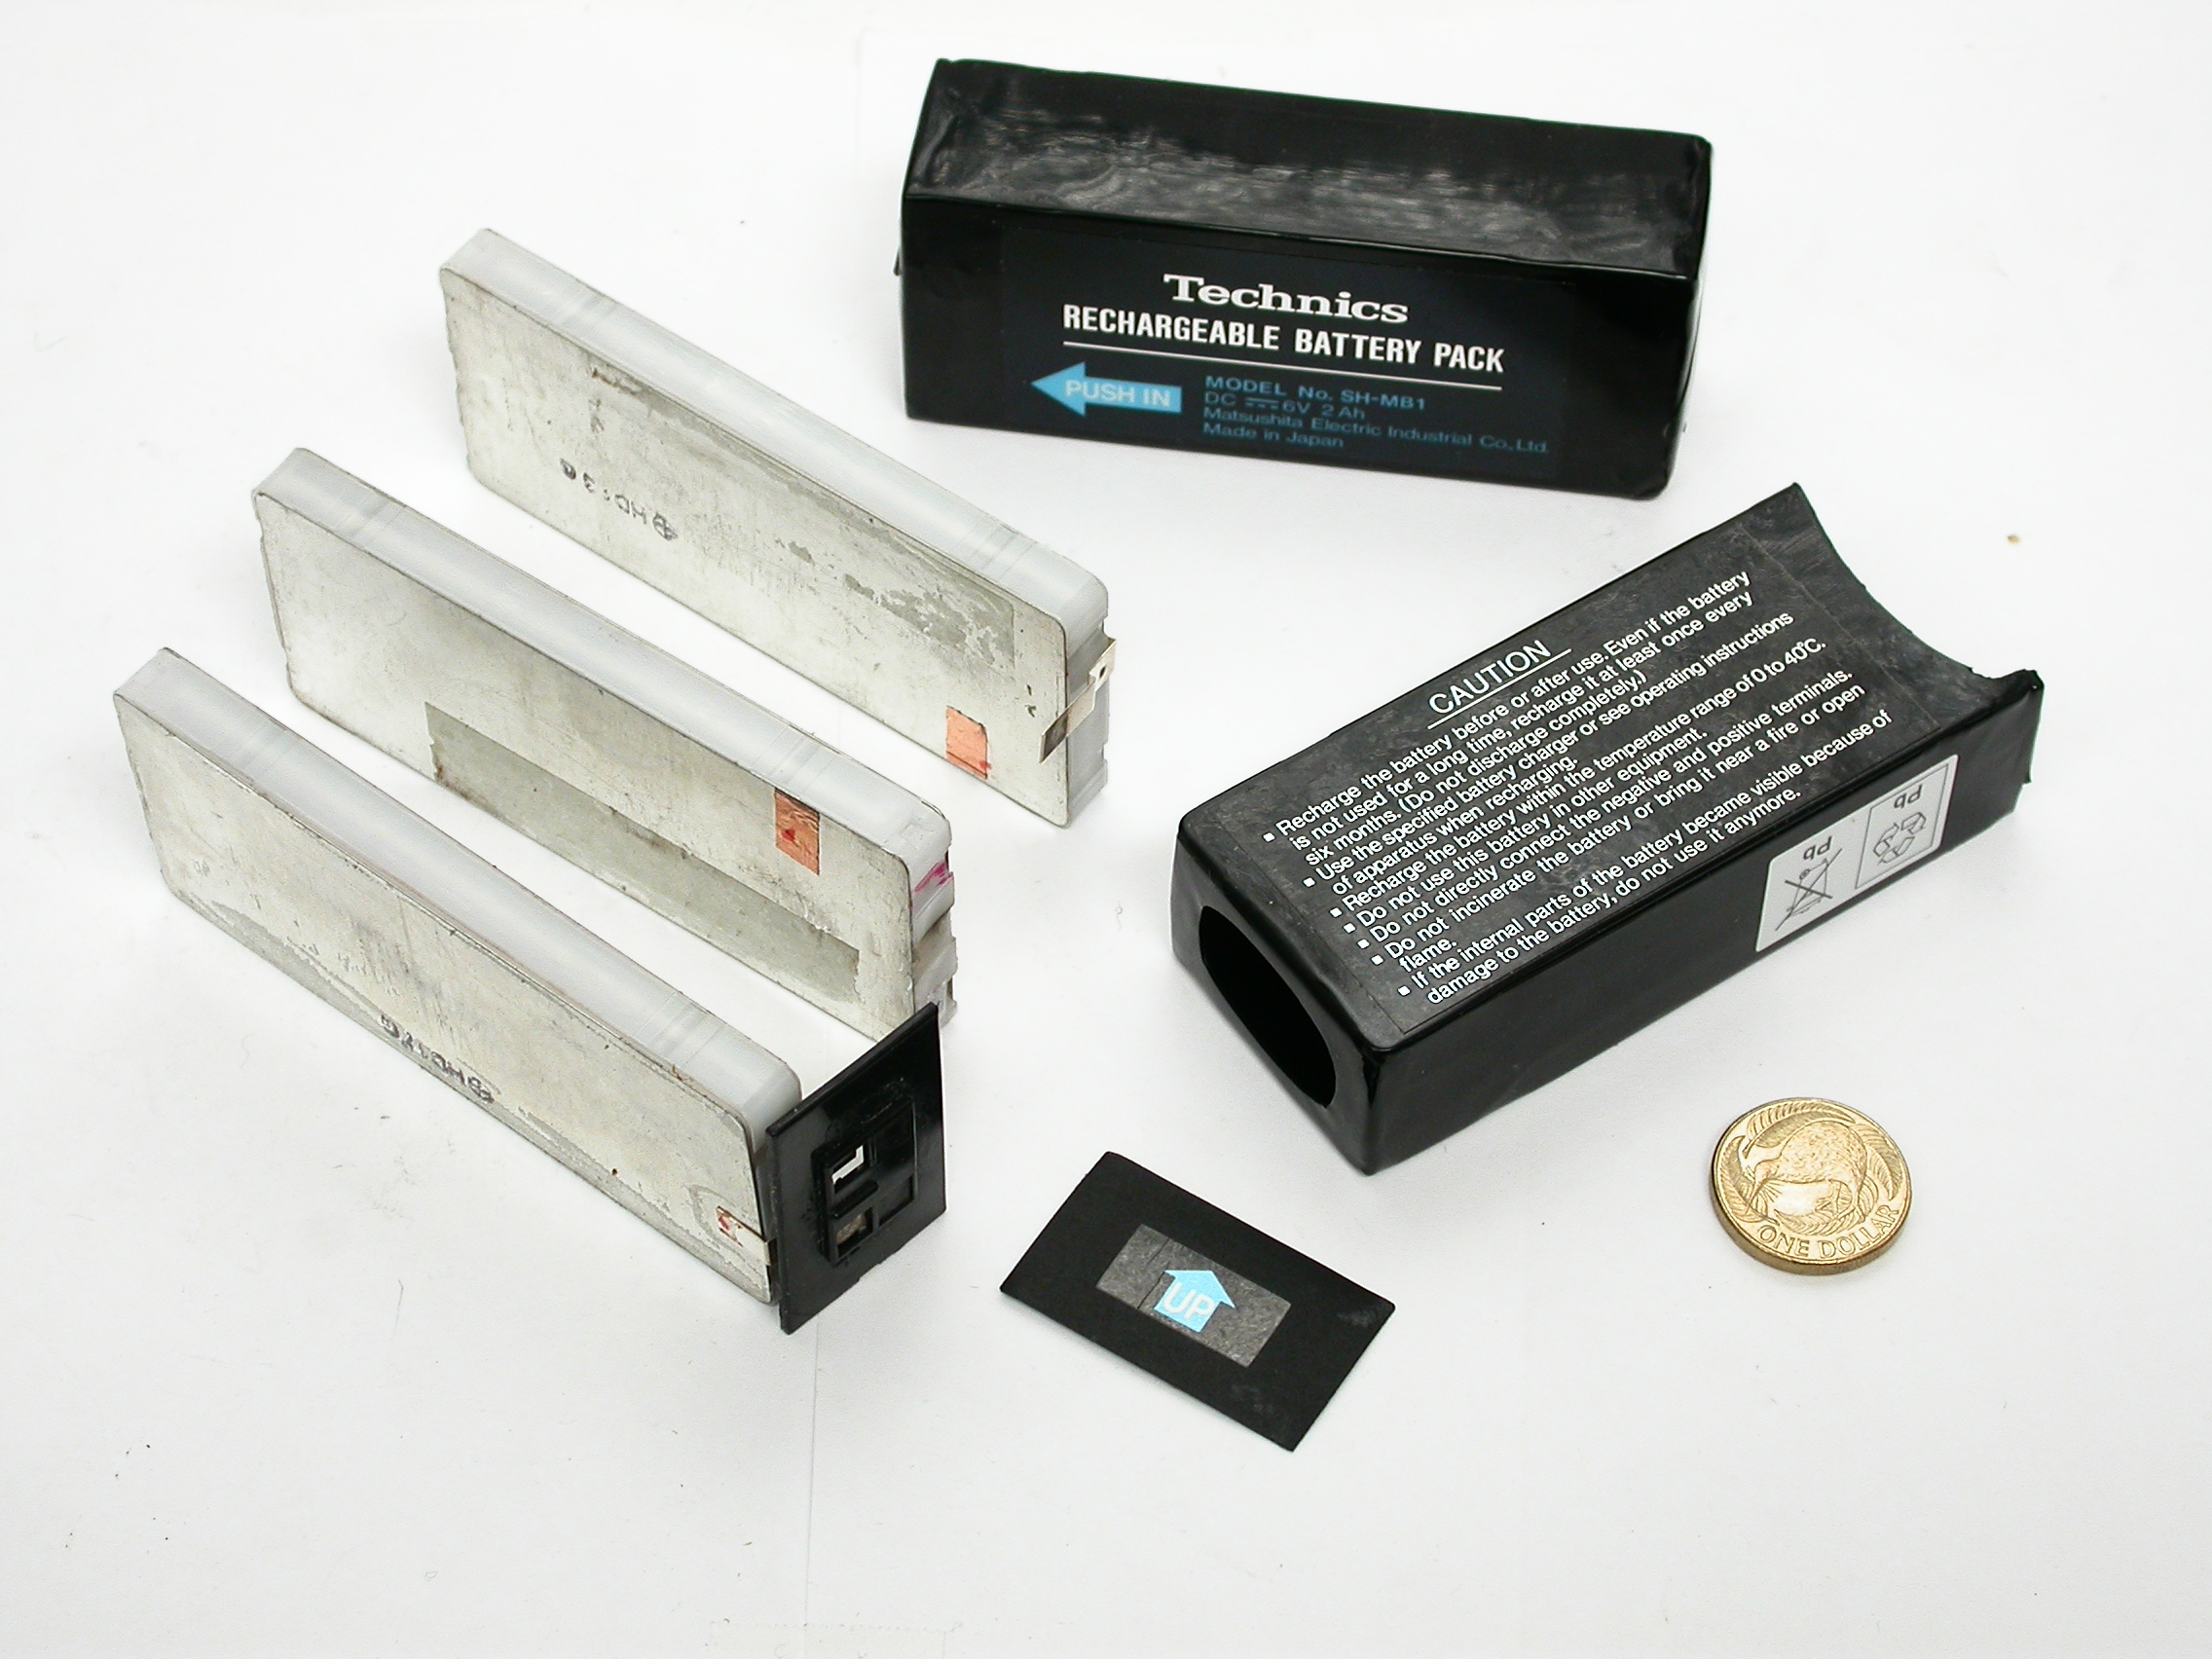 Technics
RECHARGEABLE BATTERY PACK
PUSH IN
MODEL No. SH-MB1
DC 6V 2Ah
Matsushita Electric Industrial Co., Ltd.
Made in Japan
CAUTION
▪ Recharge the battery before or after use. Even if the battery
is not used for a long time, recharge it at least once every
six months. (Do not discharge completely.)
▪ Use the specified battery charger or see operating instructions
of apparatus when recharging.
▪ Recharge the battery within the temperature range of 0 to 40°C.
▪ Do not use this battery in other equipment.
▪ Do not directly connect the negative and positive terminals.
▪ Do not incinerate the battery or bring it near a fire or open
flame.
▪ If the internal parts of the battery became visible because of
damage to the battery, do not use it anymore.
Pb
Pb
UP
ONE DOLLAR